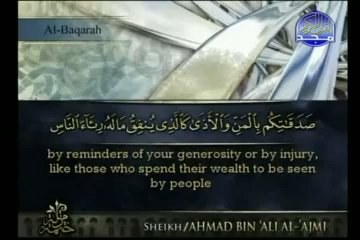 Al-Baqarah
المجد
صَدَقَٰتِكُم بِٱلْمَنِّ وَٱلْأَذَىٰ كَٱلَّذِى يُنفِقُ مَالَهُۥ رِئَآءَ ٱلنَّاسِ
by reminders of your generosity or by injury,
like those who spend their wealth to be seen
by people
SHEIKH/AHMAD BIN 'ALI AL-'AJMI